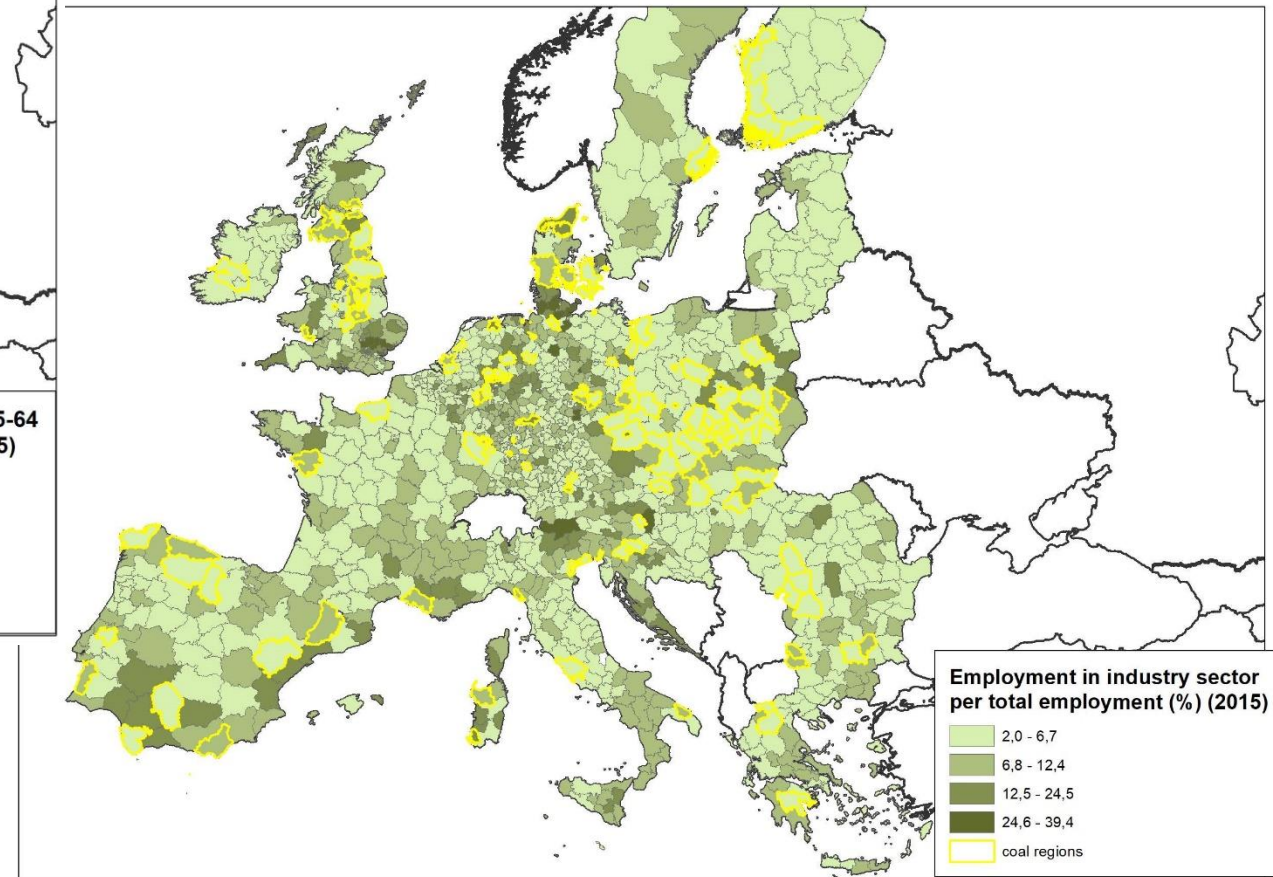 5-64
5)
Employment in industry sector
per total employment (%) (2015)
2,0 - 6,7
6,8 - 12,4
12,5 - 24,5
24,6 - 39,4
coal regions